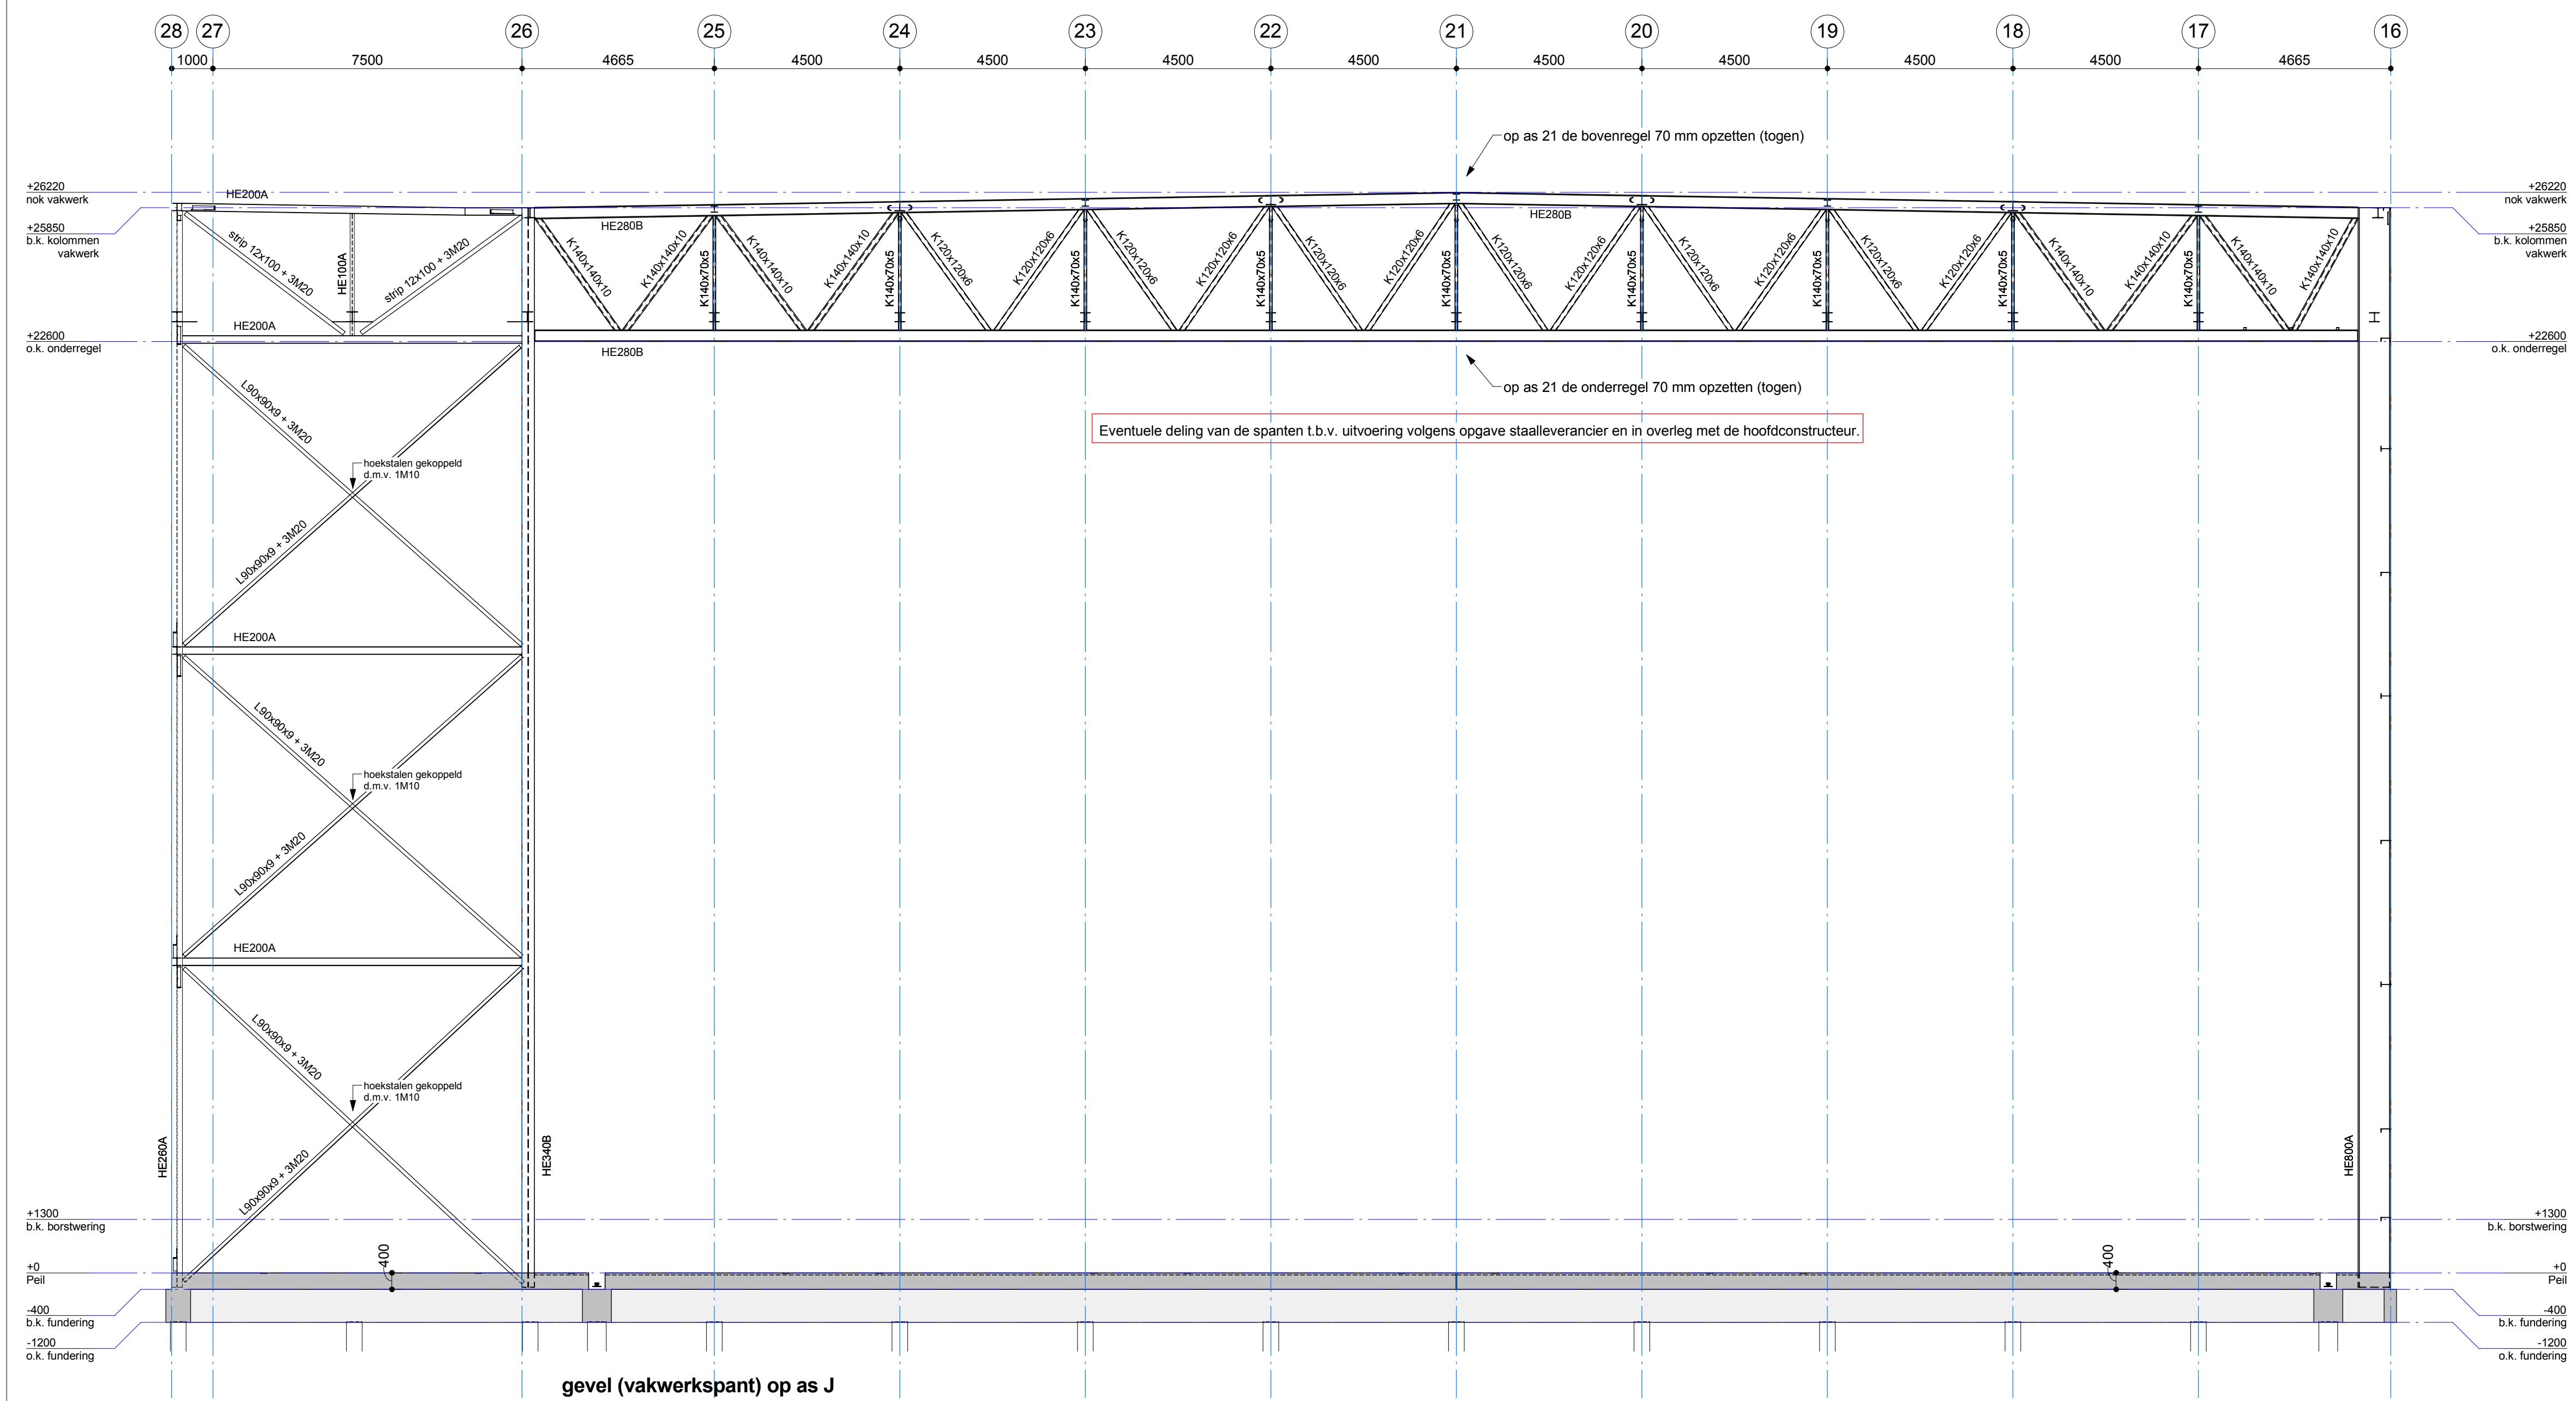 28 27 26 25 24 23 22 21 20 19 18 17 16
1000 7500 4665 4500 4500 4500 4500 4500 4500 4500 4500 4665
op as 21 de bovenregel 70 mm opzetten (togen)
+26220
nok vakwerk
+25850
b.k. kolommen
vakwerk
+22600
o.k. onderregel
+26220
nok vakwerk
+25850
b.k. kolommen
vakwerk
+22600
o.k. onderregel
HE200A
strip 12x100 + 3M20
HE100A
strip 12x100 + 3M20
HE200A
HE280B
HE280B
K140x140x10
K140x140x10
K140x70x5
K140x140x10
K140x140x10
K140x70x5
K120x120x6
K120x120x6
K140x70x5
K120x120x6
K120x120x6
K140x70x5
K120x120x6
K120x120x6
K140x70x5
K120x120x6
K120x120x6
K140x70x5
K120x120x6
K120x120x6
K140x70x5
K120x120x6
K120x120x6
K140x70x5
K140x140x10
K140x140x10
K140x70x5
K140x140x10
K140x140x10
HE280B
op as 21 de onderregel 70 mm opzetten (togen)
Eventuele deling van de spanten t.b.v. uitvoering volgens opgave staalleverancier en in overleg met de hoofdconstructeur.
L90x90x9 + 3M20
hoekstalen gekoppeld
d.m.v. 1M10
L90x90x9 + 3M20
HE200A
L90x90x9 + 3M20
hoekstalen gekoppeld
d.m.v. 1M10
L90x90x9 + 3M20
HE200A
L90x90x9 + 3M20
hoekstalen gekoppeld
d.m.v. 1M10
L90x90x9 + 3M20
HE260A
HE340B
HE800A
+1300
b.k. borstwering
+0
Peil
-400
b.k. fundering
-1200
o.k. fundering
400
400
+1300
b.k. borstwering
+0
Peil
-400
b.k. fundering
-1200
o.k. fundering
gevel (vakwerkspant) op as J